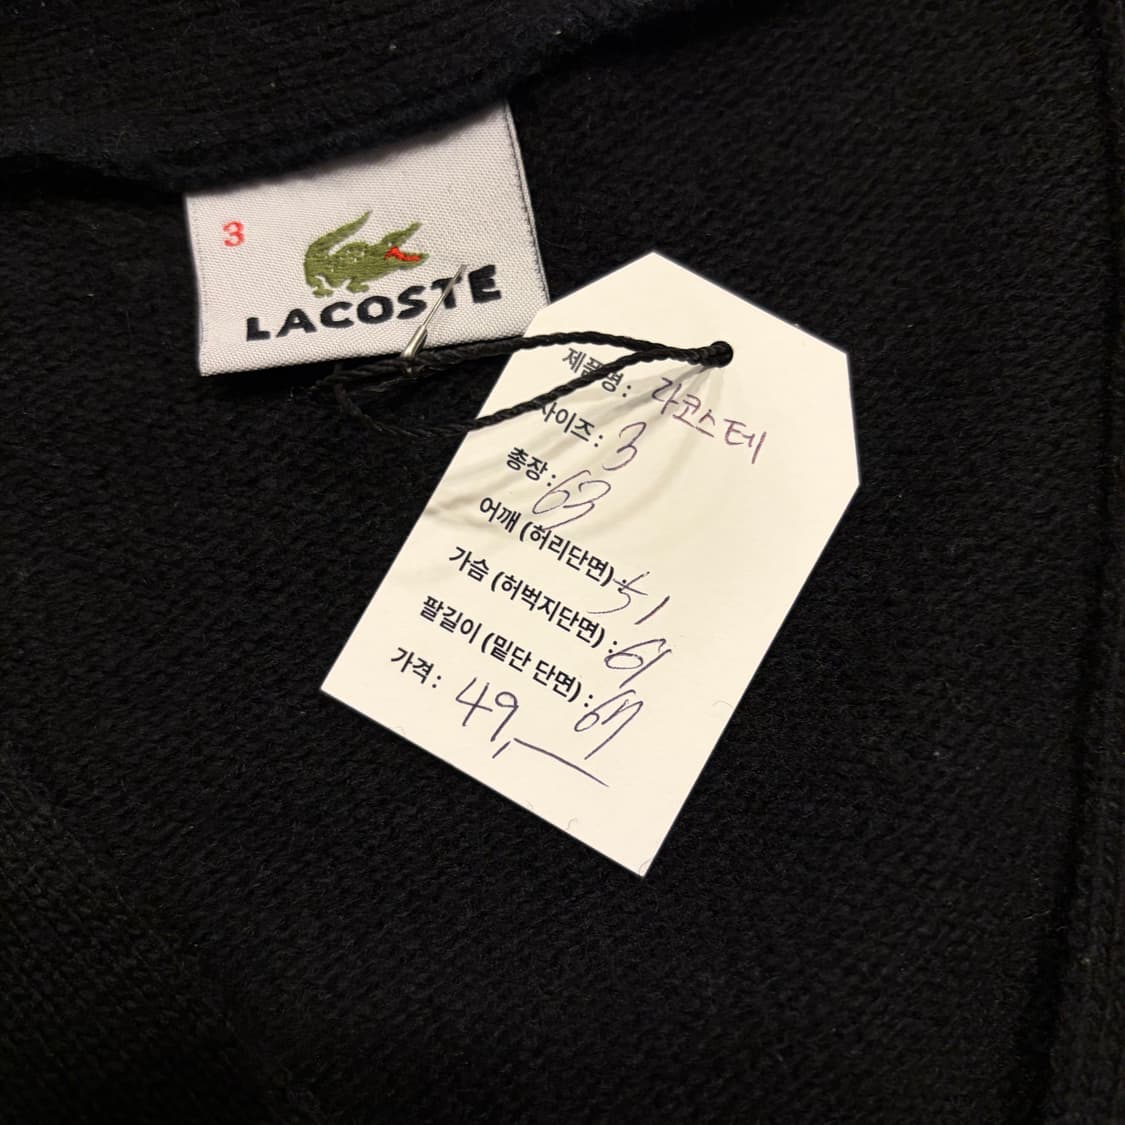 3
LACOSTE
제품명: 라코스테
사이즈: 3
총장: 63
어깨 (허리단면): 51
가슴 (허벅지단면): 61
팔길이 (밑단 단면): 67
가격: 49,—